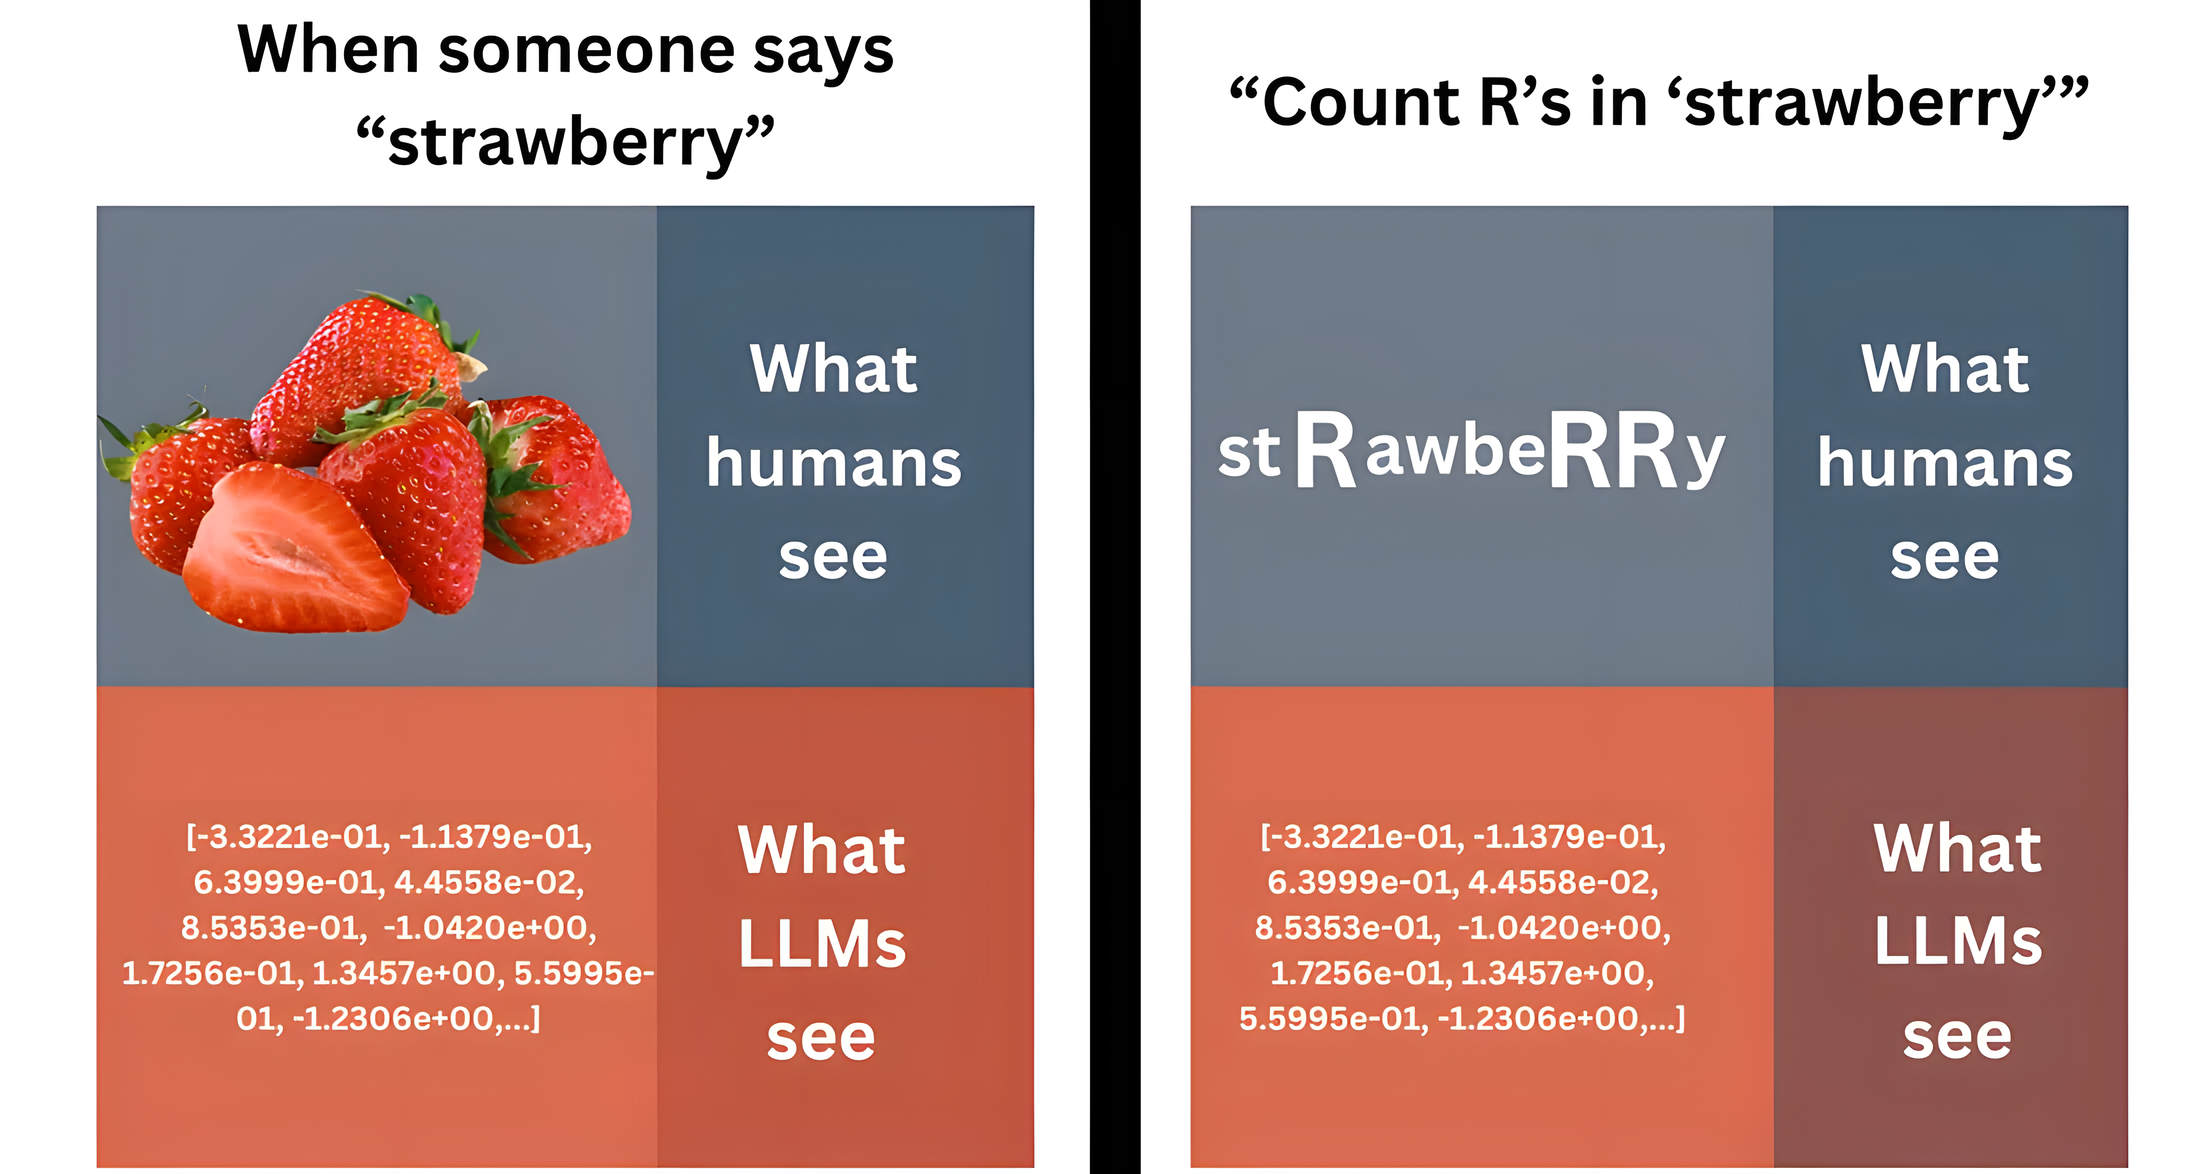 When someone says
“strawberry”
What
humans
see
[-3.3221e-01, -1.1379e-01,
6.3999e-01, 4.4558e-02,
8.5353e-01,  -1.0420e+00,
1.7256e-01, 1.3457e+00, 5.5995e-
01, -1.2306e+00,...]
What
LLMs
see
“Count R’s in ‘strawberry’”
stRawbeRRy
What
humans
see
[-3.3221e-01, -1.1379e-01,
6.3999e-01, 4.4558e-02,
8.5353e-01,  -1.0420e+00,
1.7256e-01, 1.3457e+00,
5.5995e-01, -1.2306e+00,...]
What
LLMs
see